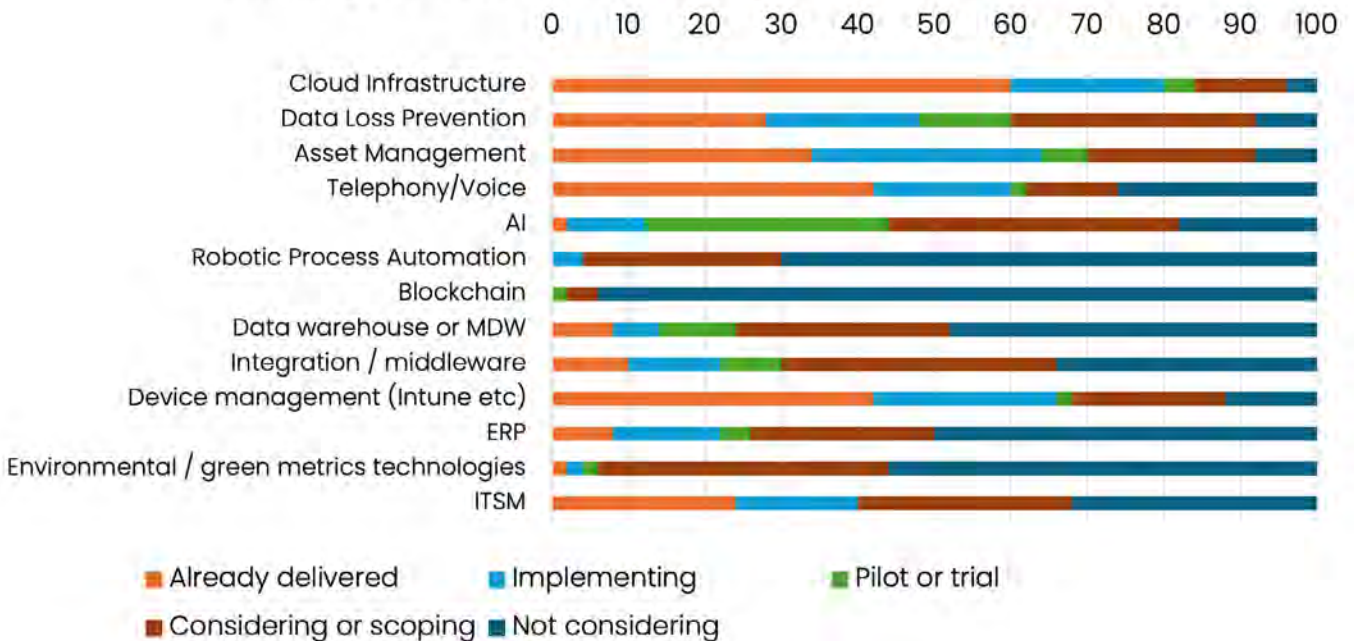 0 10 20 30 40 50 60 70 80 90 100
Cloud Infrastructure
Data Loss Prevention
Asset Management
Telephony/Voice
AI
Robotic Process Automation
Blockchain
Data warehouse or MDW
Integration / middleware
Device management (Intune etc)
ERP
Environmental / green metrics technologies
ITSM
Already delivered Implementing Pilot or trial
Considering or scoping Not considering